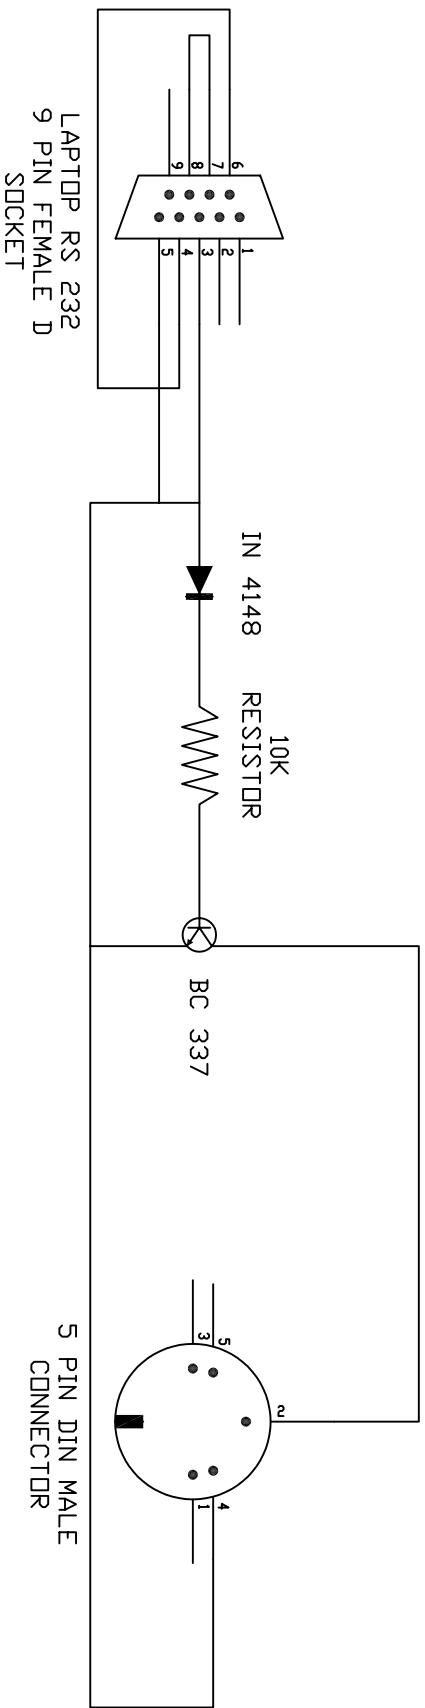 LAPTOP RS 232
9 PIN FEMALE D
SOCKET
6
7
8
9
1
2
3
4
5
IN 4148
10K
RESISTOR
BC 337
5 PIN DIN MALE
CONNECTOR
3
5
2
1
4